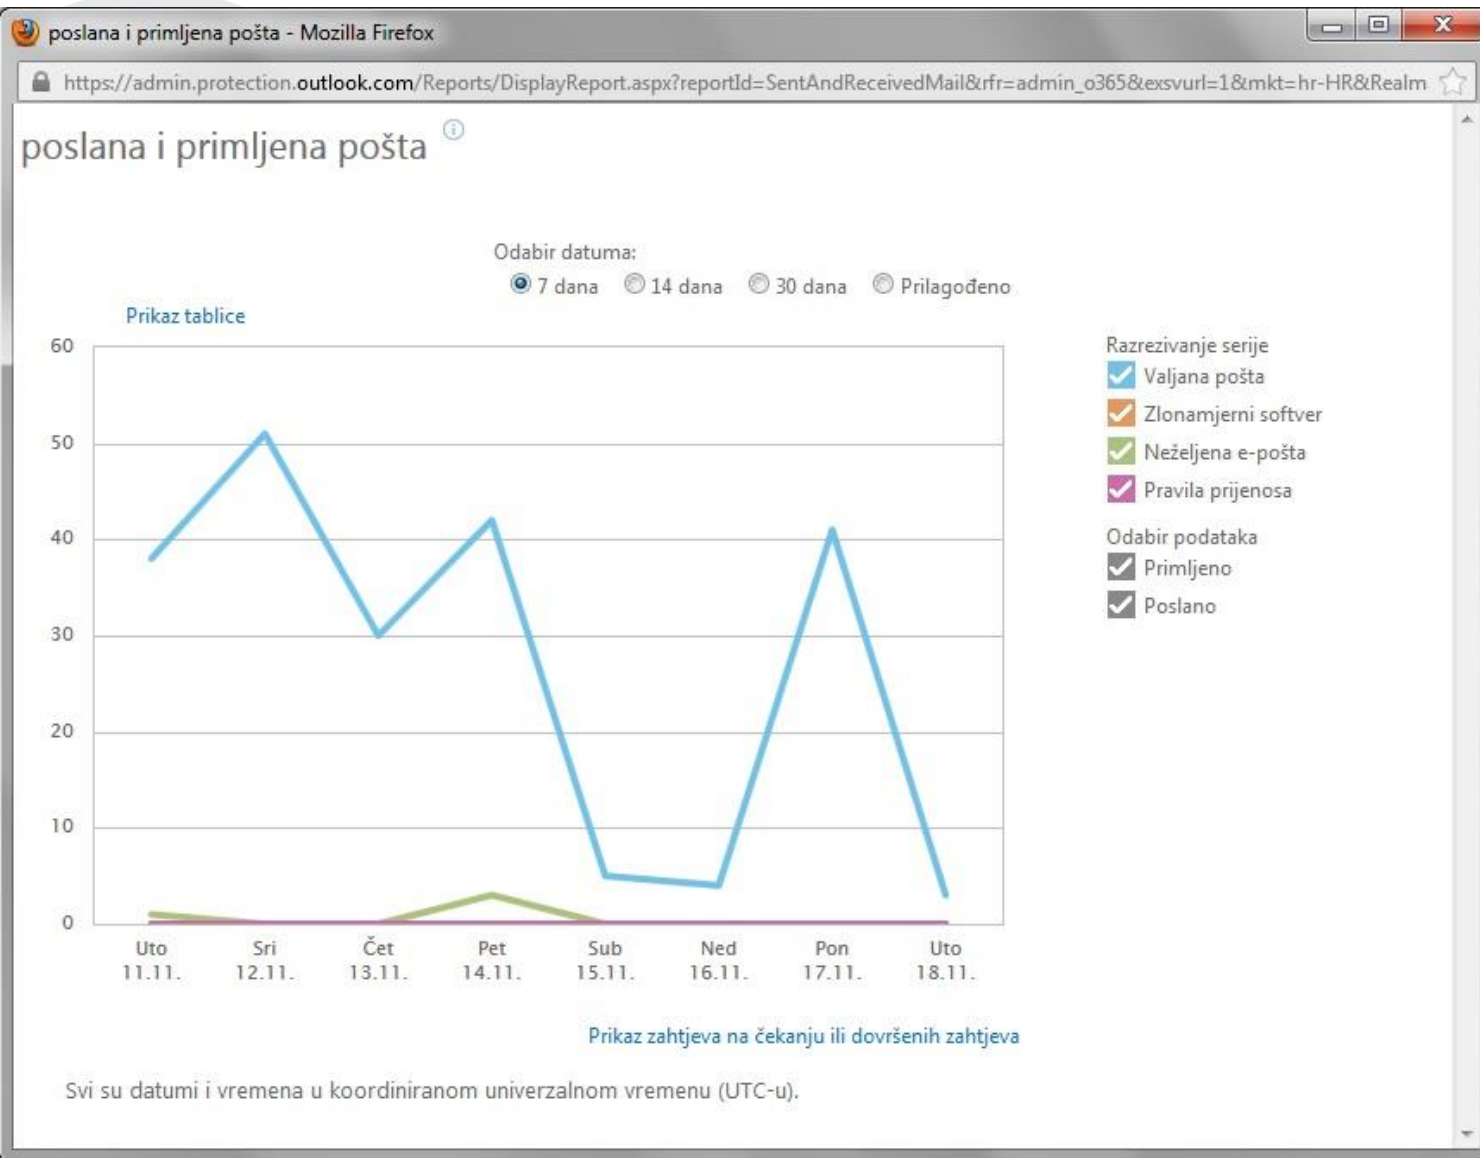 poslana i primljena pošta - Mozilla Firefox
https://admin.protection.outlook.com/Reports/DisplayReport.aspx?reportId=SentAndReceivedMail&rfr=admin_o365&exsvurl=1&mkt=hr-HR&Realm
poslana i primljena pošta
Odabir datuma:
7 dana 14 dana 30 dana Prilagođeno
Prikaz tablice
60
50
40
30
20
10
0
Uto Sri Čet Pet Sub Ned Pon Uto
11.11. 12.11. 13.11. 14.11. 15.11. 16.11. 17.11. 18.11.
Razrezivanje serije
Valjana pošta
Zlonamjerni softver
Neželjena e-pošta
Pravila prijenosa
Odabir podataka
Primljeno
Poslano
Prikaz zahtjeva na čekanju ili dovršenih zahtjeva
Svi su datumi i vremena u koordiniranom univerzalnom vremenu (UTC-u).